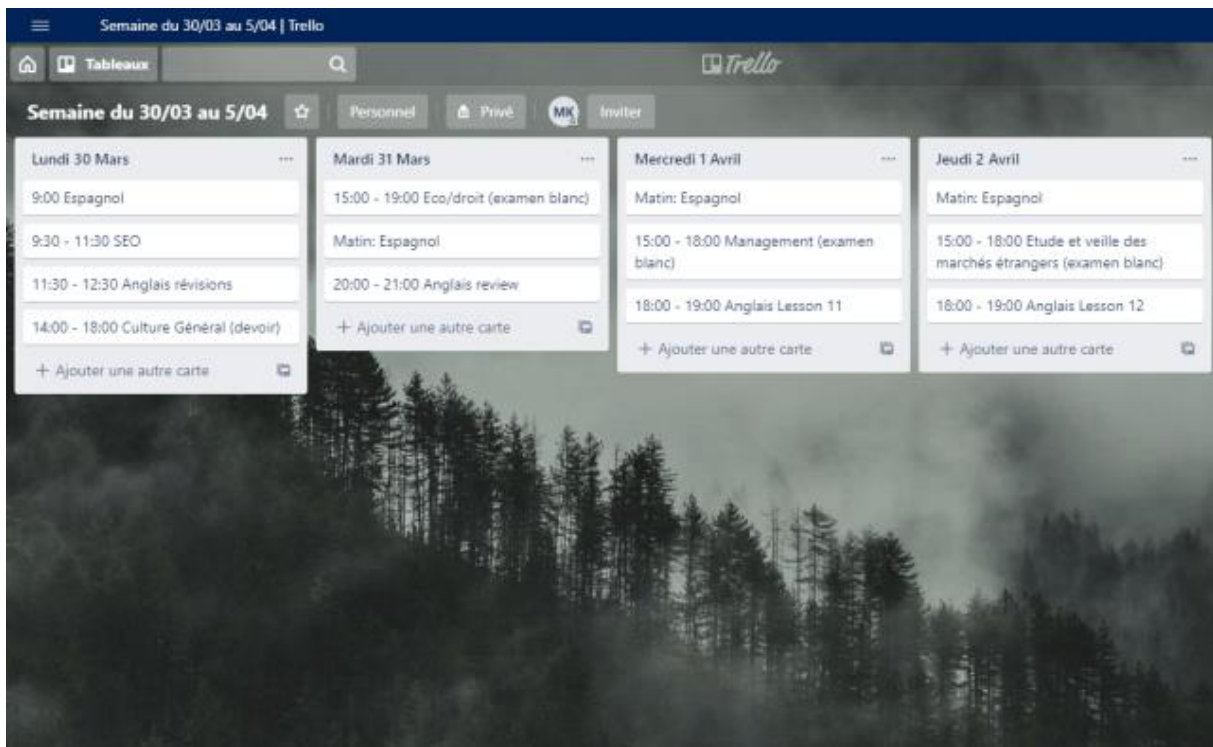 Semaine du 30/03 au 5/04 | Trello
Tableaux
Trello
Semaine du 30/03 au 5/04
Personnel
Privé
MK
Inviter
Lundi 30 Mars
9:00 Espagnol
9:30 - 11:30 SEO
11:30 - 12:30 Anglais révisions
14:00 - 18:00 Culture Général (devoir)
+ Ajouter une autre carte
Mardi 31 Mars
15:00 - 19:00 Eco/droit (examen blanc)
Matin: Espagnol
20:00 - 21:00 Anglais review
+ Ajouter une autre carte
Mercredi 1 Avril
Matin: Espagnol
15:00 - 18:00 Management (examen
blanc)
18:00 - 19:00 Anglais Lesson 11
+ Ajouter une autre carte
Jeudi 2 Avril
Matin: Espagnol
15:00 - 18:00 Etude et veille des
marchés étrangers (examen blanc)
18:00 - 19:00 Anglais Lesson 12
+ Ajouter une autre carte